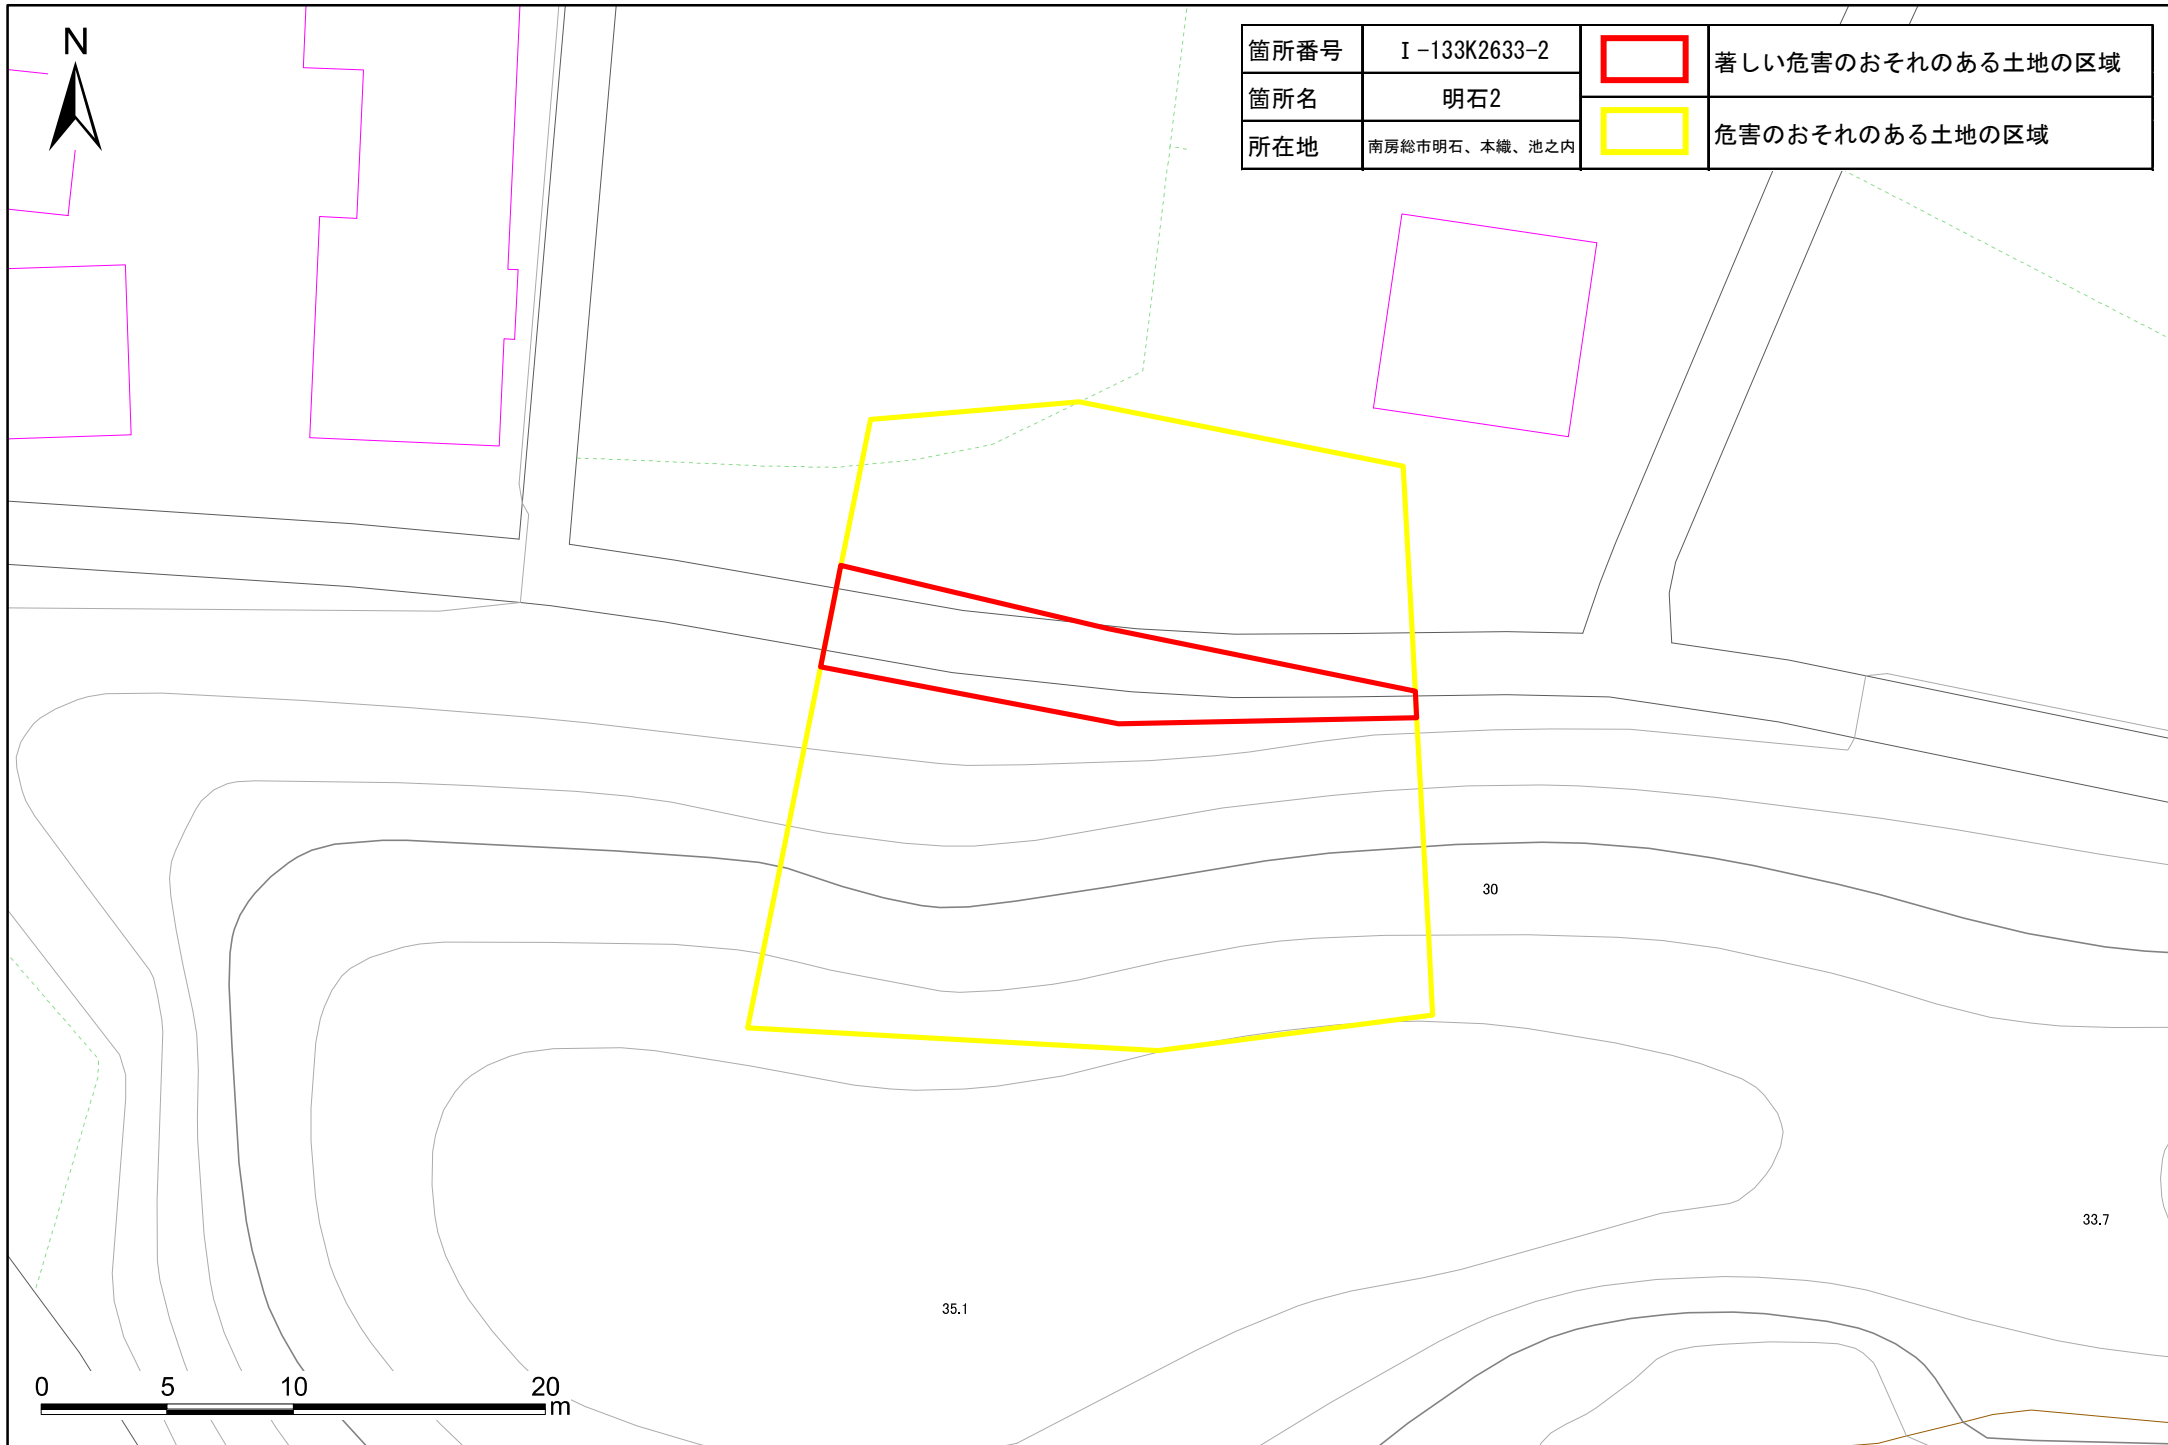 N
箇所番号 Ⅰ-133K2633-2
箇所名 明石2
所在地 南房総市明石、本織、池之内
著しい危害のおそれのある土地の区域
危害のおそれのある土地の区域
30
33.7
35.1
0 5 10 20
m